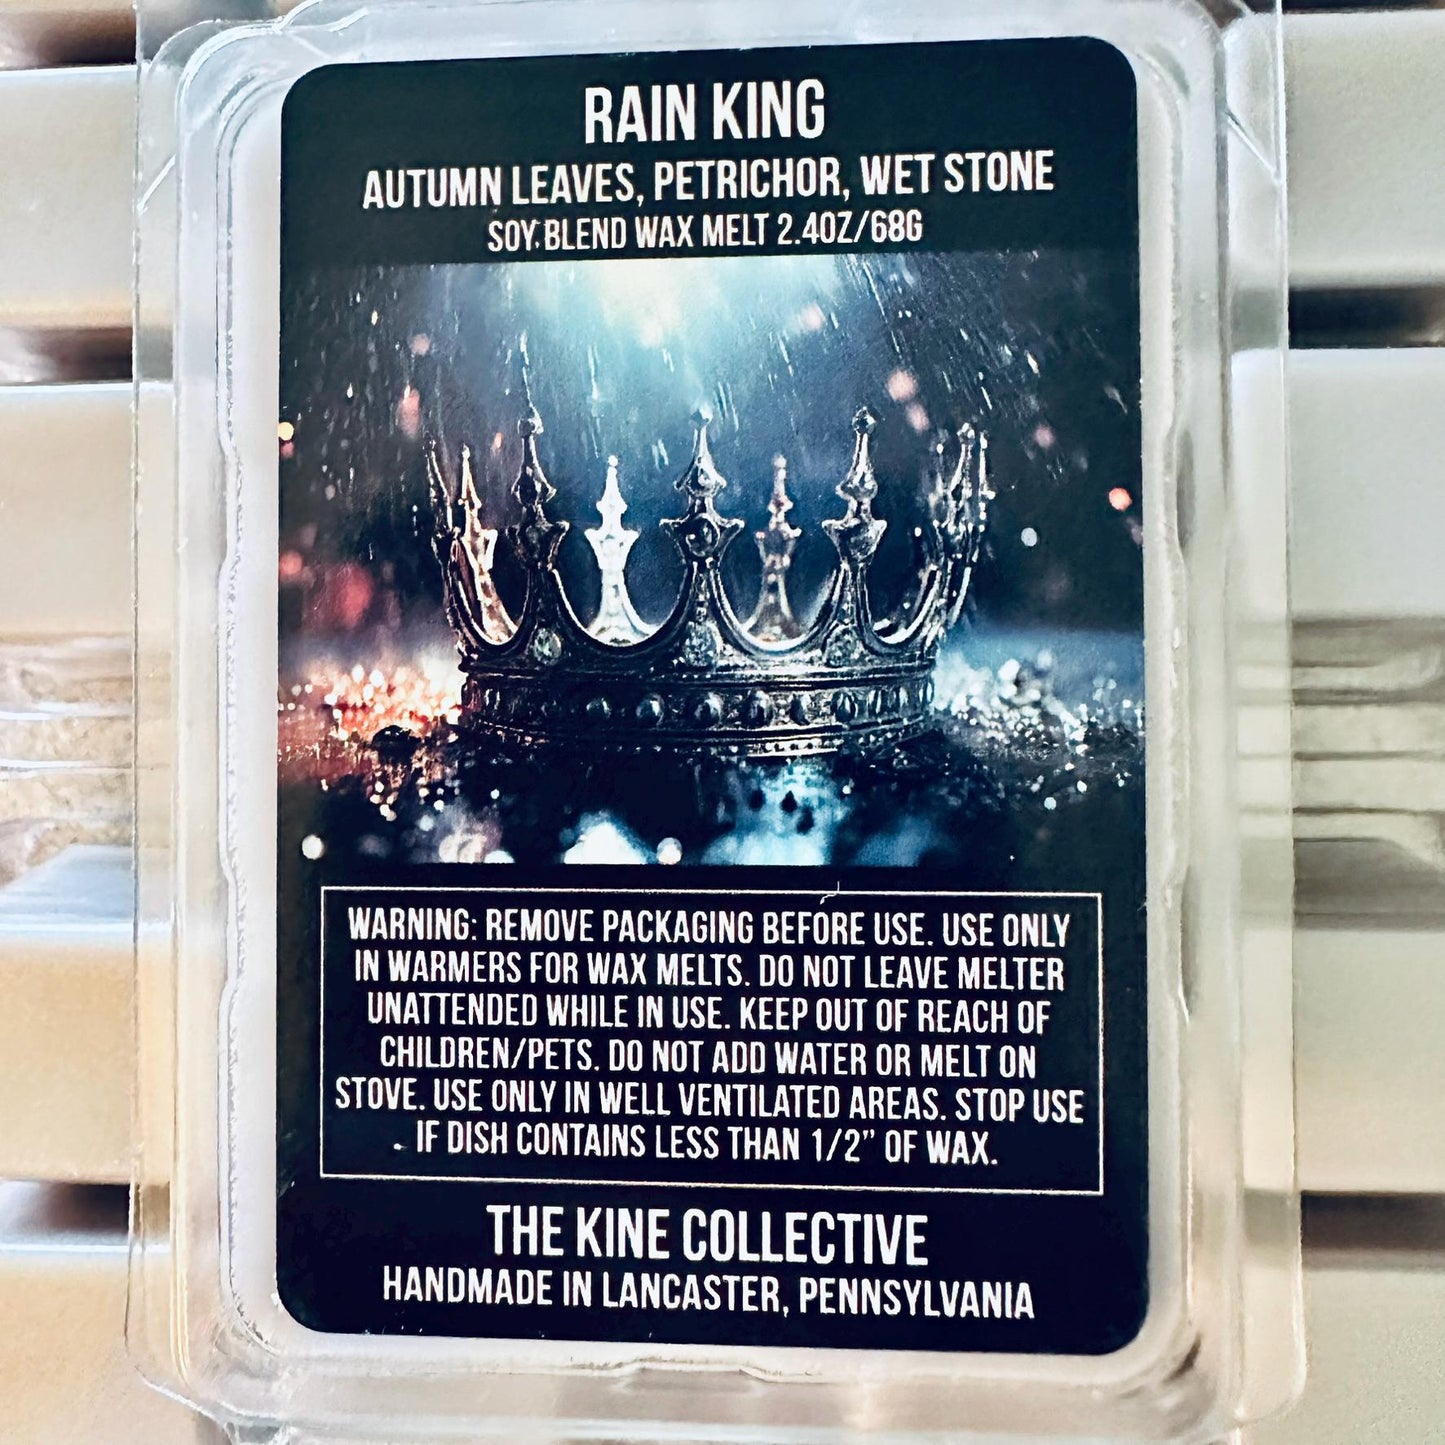 RAIN KING
AUTUMN LEAVES, PETRICHOR, WET STONE
SOY BLEND WAX MELT 2.4OZ/68G
WARNING: REMOVE PACKAGING BEFORE USE. USE ONLY
IN WARMERS FOR WAX MELTS. DO NOT LEAVE MELTER
UNATTENDED WHILE IN USE. KEEP OUT OF REACH OF
CHILDREN/PETS. DO NOT ADD WATER OR MELT ON
STOVE. USE ONLY IN WELL VENTILATED AREAS. STOP USE
IF DISH CONTAINS LESS THAN 1/2” OF WAX.
THE KINE COLLECTIVE
HANDMADE IN LANCASTER, PENNSYLVANIA